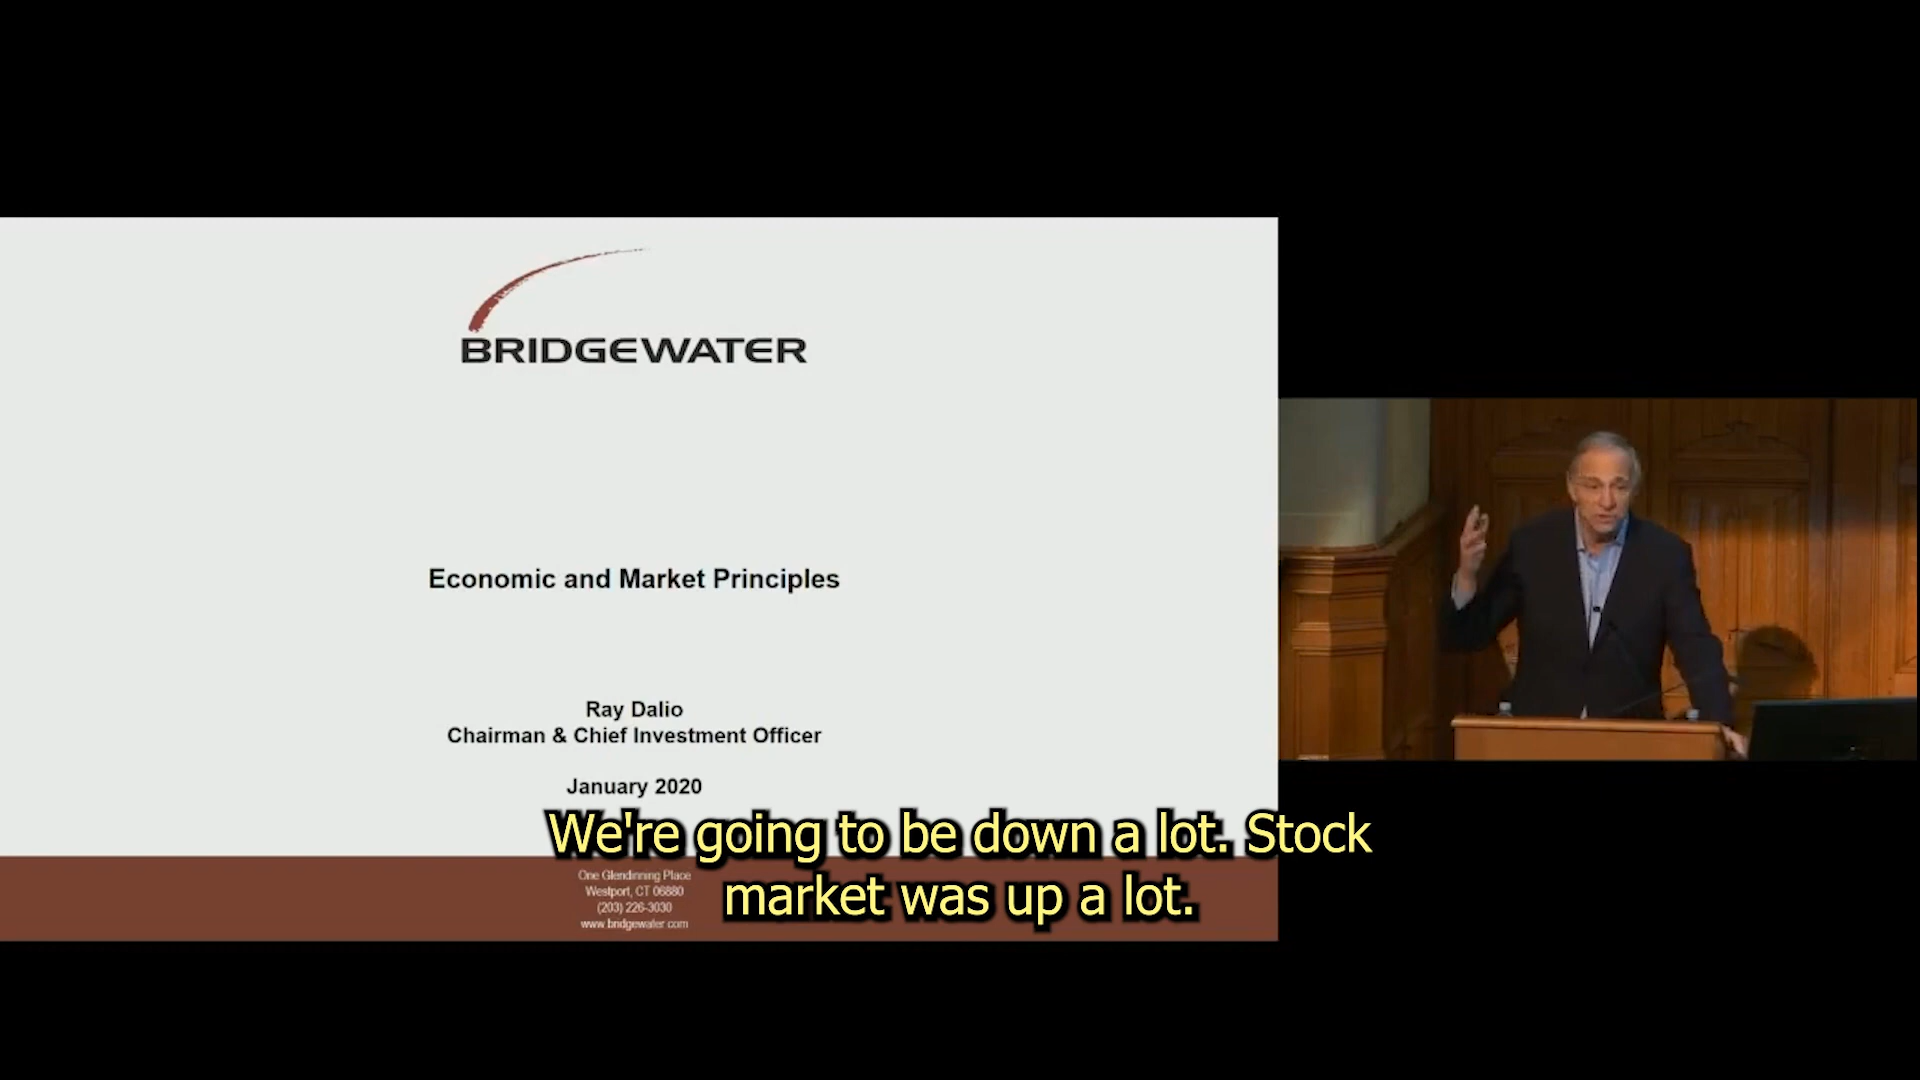 BRIDGEWATER
Economic and Market Principles
Ray Dalio
Chairman & Chief Investment Officer
January 2020
We're going to be down a lot. Stock
market was up a lot.
One Glendinning Place
Westport, CT 06880
(203) 226-3030
www.bridgewater.com